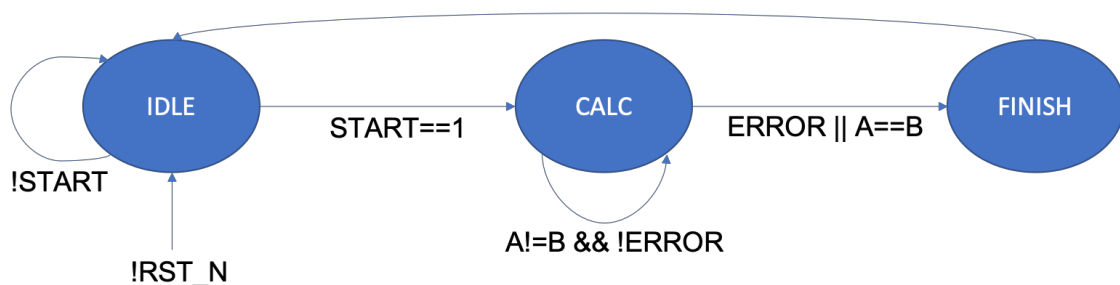 IDLE
CALC
FINISH
START==1
ERROR || A==B
!START
A!=B && !ERROR
!RST_N